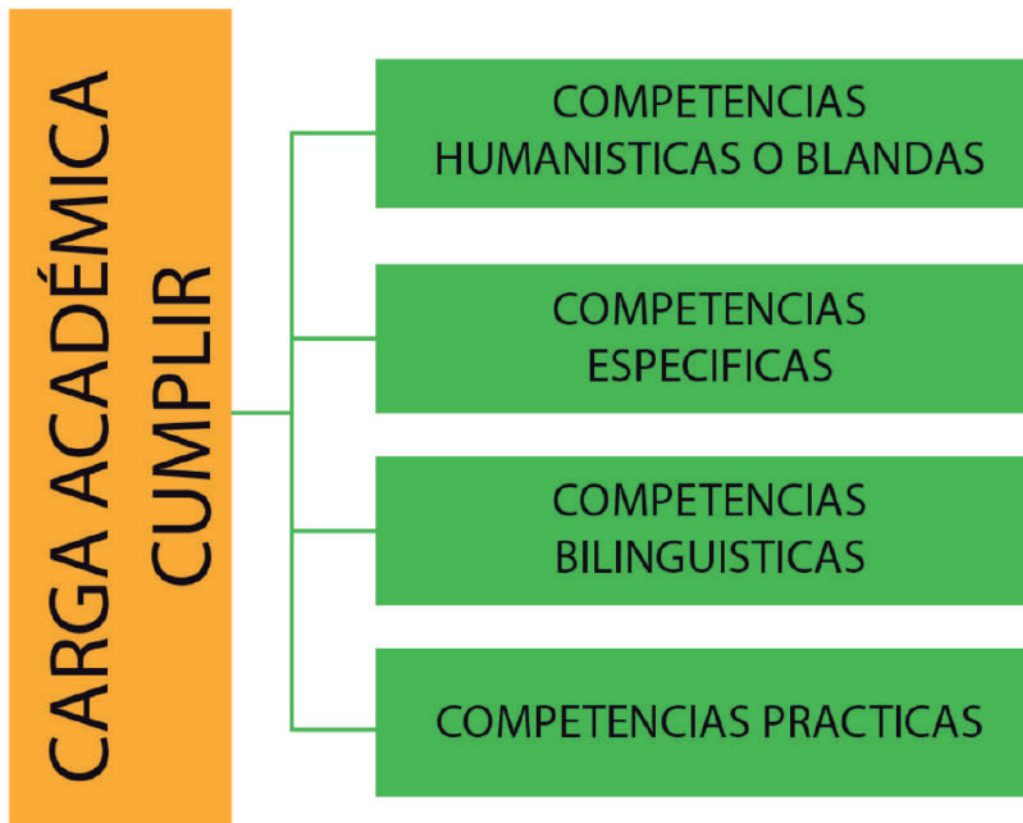 CARGA ACADÉMICA
CUMPLIR
COMPETENCIAS
HUMANISTICAS O BLANDAS
COMPETENCIAS
ESPECIFICAS
COMPETENCIAS
BILINGUISTICAS
COMPETENCIAS PRACTICAS